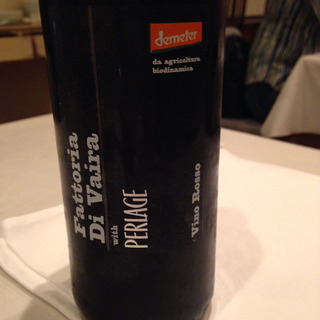 demeter
da agricoltura
biodinamica
Fattoria
Di Vaira
with
PERLAGE
Vino Rosso